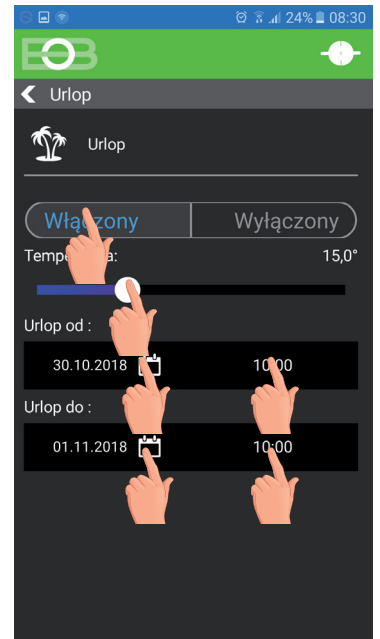 24% 08:30
EOB
Urlop
Urlop
Włączony Wyłączony
15,0°
Urlop od :
30.10.2018 10:00
Urlop do :
01.11.2018 10:00